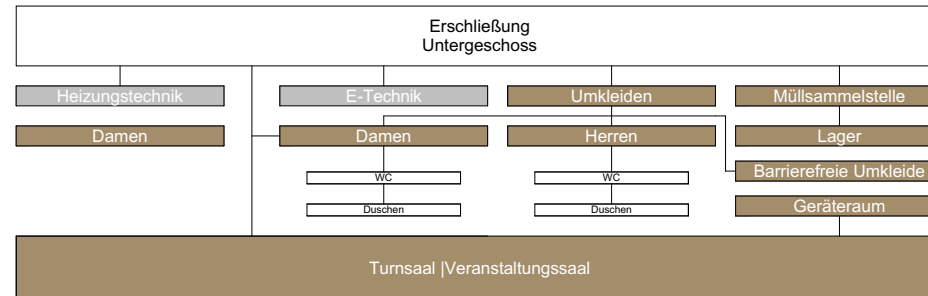 Erschließung
Untergeschoss
Heizungstechnik
E-Technik
Umkleiden
Müllsammelstelle
Damen
Damen
Herren
Lager
WC
WC
Barrierefreie Umkleide
Duschen
Duschen
Geräteraum
Turnsaal |Veranstaltungssaal